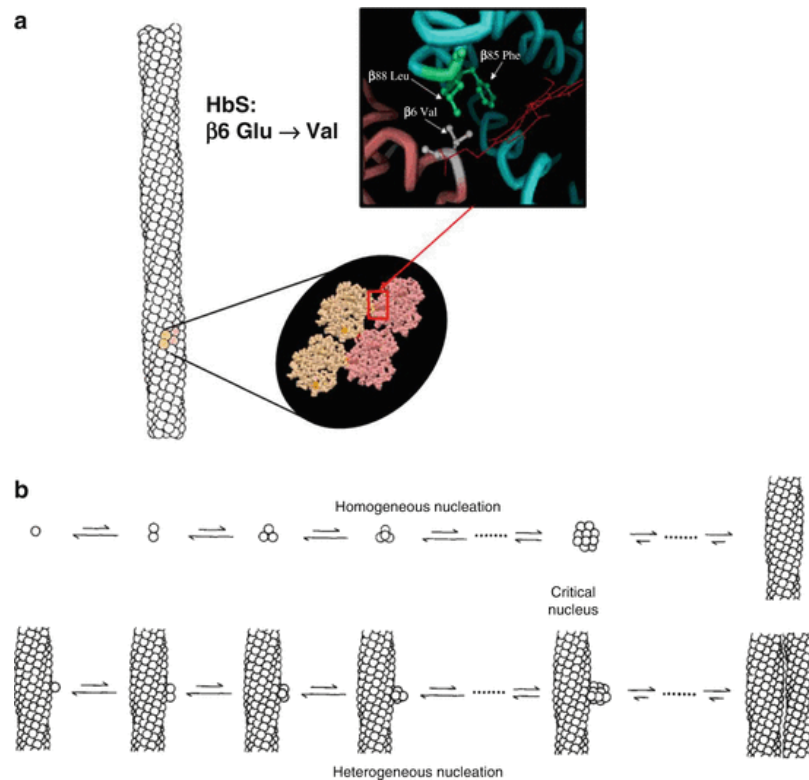 a
HbS:
β6 Glu → Val
β88 Leu
β85 Phe
β6 Val
b
Homogeneous nucleation
Critical
nucleus
Heterogeneous nucleation